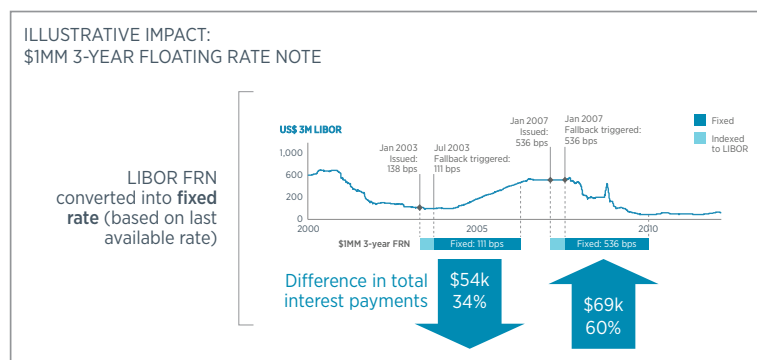 ILLUSTRATIVE IMPACT:
$1MM 3-YEAR FLOATING RATE NOTE
LIBOR FRN
converted into fixed
rate (based on last
available rate)
US$ 3M LIBOR
1,000
600
200
0
2000
2005
2010
Jan 2003
Issued:
138 bps
Jul 2003
Fallback triggered:
111 bps
Jan 2007
Issued:
536 bps
Jan 2007
Fallback triggered:
536 bps
Fixed
Indexed
to LIBOR
$1MM 3-year FRN
Fixed: 111 bps
Fixed: 536 bps
Difference in total
interest payments
$54k
34%
$69k
60%